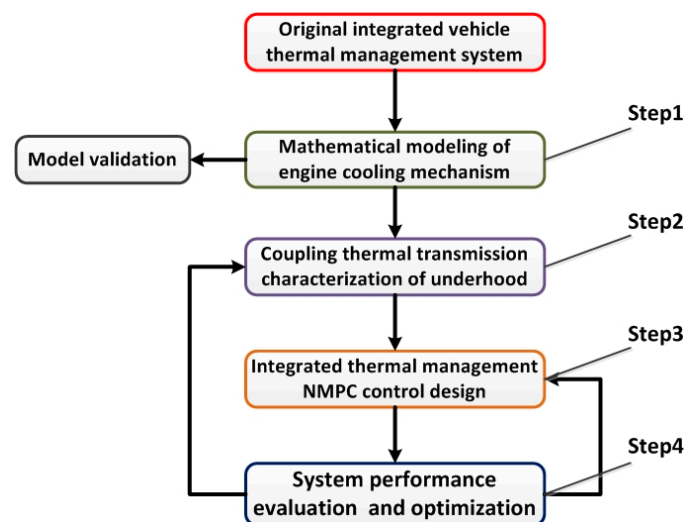 Original integrated vehicle
thermal management system
Step1
Model validation
Mathematical modeling of
engine cooling mechanism
Step2
Coupling thermal transmission
characterization of underhood
Step3
Integrated thermal management
NMPC control design
Step4
System performance
evaluation and optimization